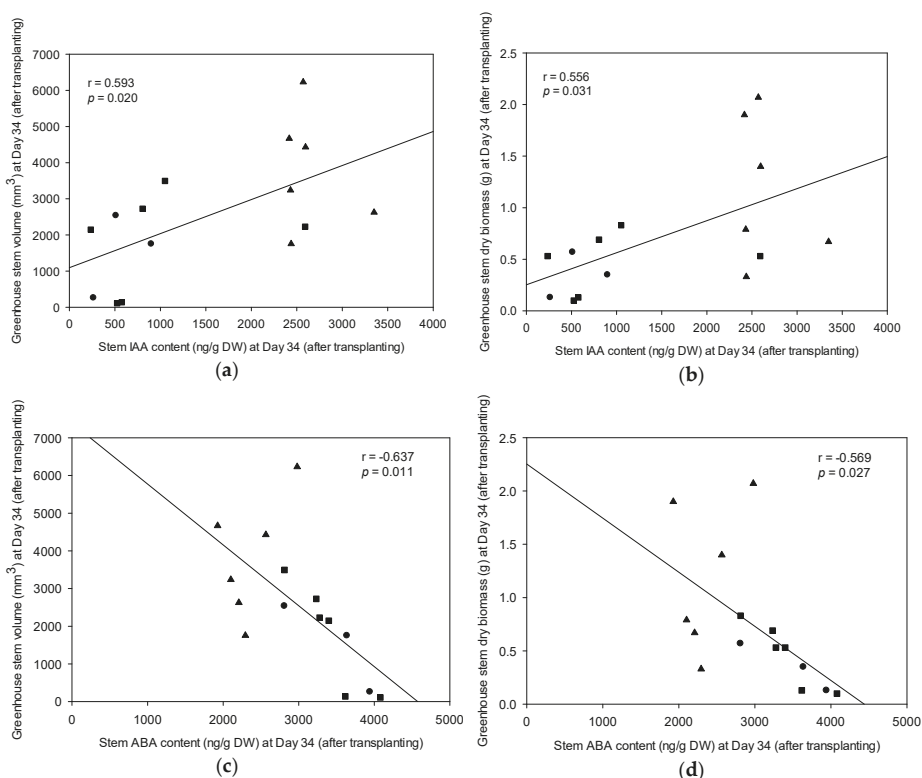 Greenhouse stem volume (mm³) at Day 34 (after transplanting)
7000
6000
5000
4000
3000
2000
1000
0
r = 0.593
p = 0.020
0 500 1000 1500 2000 2500 3000 3500 4000
Stem IAA content (ng/g DW) at Day 34 (after transplanting)
(a)
Greenhouse stem dry biomass (g) at Day 34 (after transplanting)
2.5
2.0
1.5
1.0
0.5
0.0
r = 0.556
p = 0.031
0 500 1000 1500 2000 2500 3000 3500 4000
Stem IAA content (ng/g DW) at Day 34 (after transplanting)
(b)
Greenhouse stem volume (mm³) at Day 34 (after transplanting)
7000
6000
5000
4000
3000
2000
1000
0
r = -0.637
p = 0.011
0 1000 2000 3000 4000 5000
Stem ABA content (ng/g DW) at Day 34 (after transplanting)
(c)
Greenhouse stem dry biomass (g) at Day 34 (after transplanting)
2.5
2.0
1.5
1.0
0.5
0.0
r = -0.569
p = 0.027
0 1000 2000 3000 4000 5000
Stem ABA content (ng/g DW) at Day 34 (after transplanting)
(d)